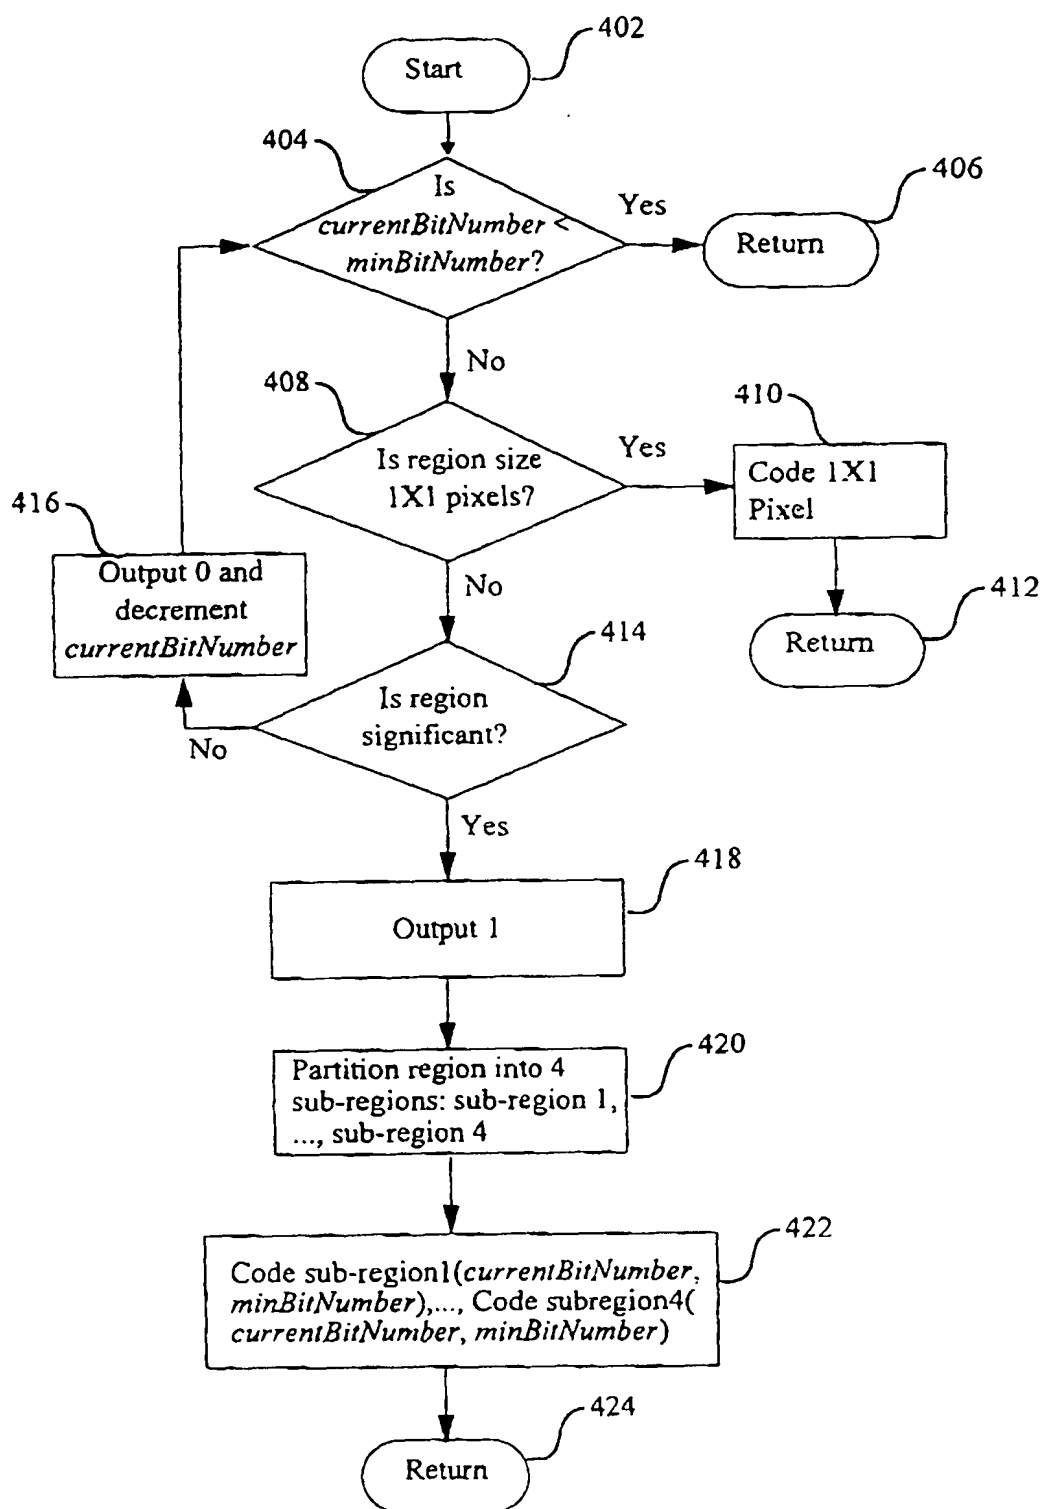 402
Start
404
Is
currentBitNumber <
minBitNumber?
Yes
406
Return
No
408
Is region size
1X1 pixels?
Yes
410
Code 1X1
Pixel
416
Output 0 and
decrement
currentBitNumber
No
412
Return
414
Is region
significant?
No
Yes
418
Output 1
420
Partition region into 4
sub-regions: sub-region 1,
..., sub-region 4
422
Code sub-region1(currentBitNumber,
minBitNumber),..., Code subregion4(
currentBitNumber, minBitNumber)
424
Return